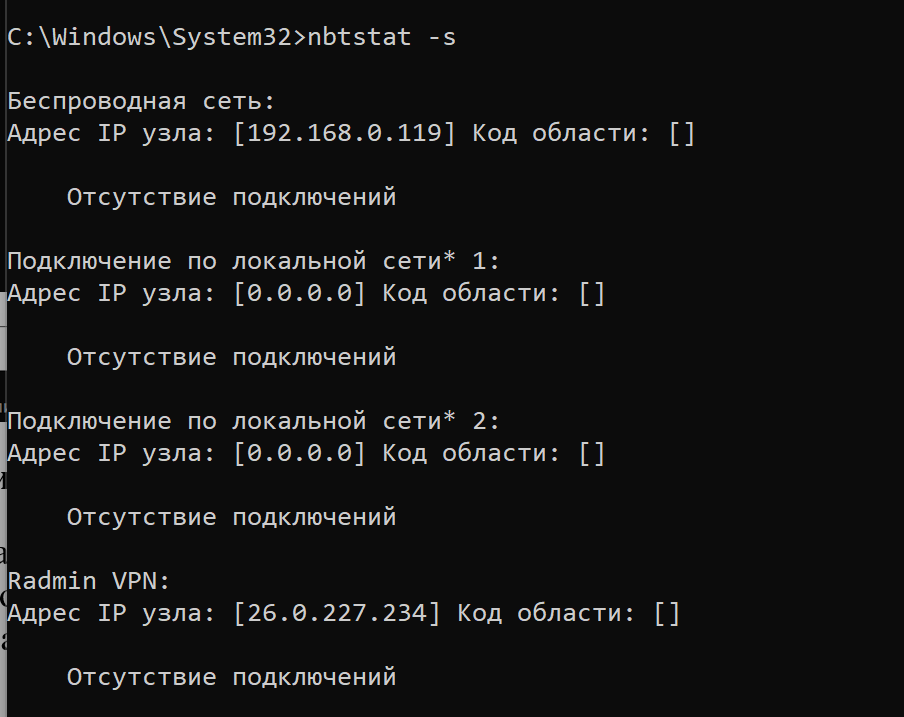 C:\Windows\System32>nbtstat -s
Беспроводная сеть:
Адрес IP узла: [192.168.0.119] Код области: []
Отсутствие подключений
Подключение по локальной сети* 1:
Адрес IP узла: [0.0.0.0] Код области: []
Отсутствие подключений
Подключение по локальной сети* 2:
Адрес IP узла: [0.0.0.0] Код области: []
Отсутствие подключений
Radmin VPN:
Адрес IP узла: [26.0.227.234] Код области: []
Отсутствие подключений